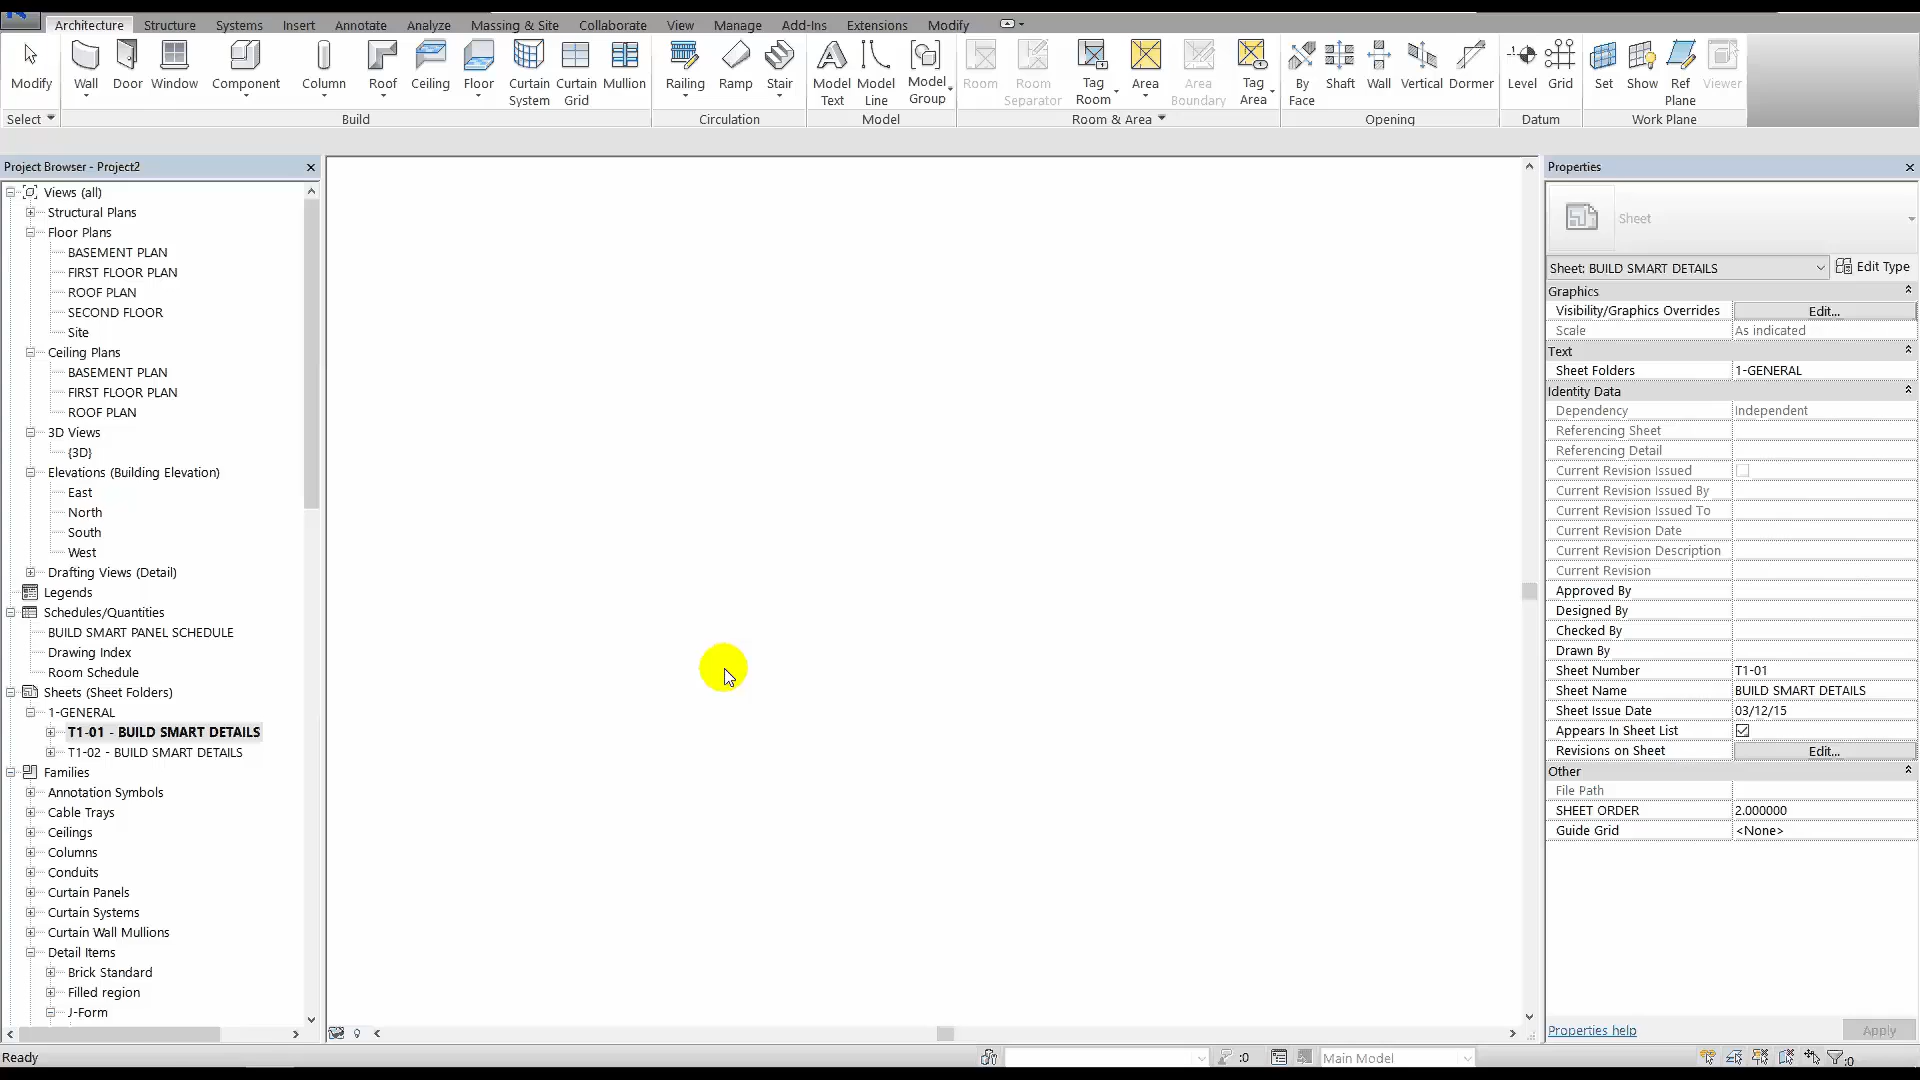 Architecture Structure Systems Insert Annotate Analyze Massing & Site Collaborate View Manage Add-Ins Extensions Modify
Modify Wall Door Window Component Column Roof Ceiling Floor Curtain System Curtain Grid Mullion Railing Ramp Stair Model Text Model Line Model Group Room Room Separator Tag Room Area Area Boundary Tag Area By Face Shaft Wall Vertical Dormer Level Grid Set Show Ref Plane Viewer
Select Build Circulation Model Room & Area Opening Datum Work Plane
Project Browser - Project2
Views (all)
Structural Plans
Floor Plans
BASEMENT PLAN
FIRST FLOOR PLAN
ROOF PLAN
SECOND FLOOR
Site
Ceiling Plans
BASEMENT PLAN
FIRST FLOOR PLAN
ROOF PLAN
3D Views
{3D}
Elevations (Building Elevation)
East
North
South
West
Drafting Views (Detail)
Legends
Schedules/Quantities
BUILD SMART PANEL SCHEDULE
Drawing Index
Room Schedule
Sheets (Sheet Folders)
1-GENERAL
T1-01 - BUILD SMART DETAILS
T1-02 - BUILD SMART DETAILS
Families
Annotation Symbols
Cable Trays
Ceilings
Columns
Conduits
Curtain Panels
Curtain Systems
Curtain Wall Mullions
Detail Items
Brick Standard
Filled region
J-Form
Properties
Sheet
Sheet: BUILD SMART DETAILS Edit Type
Graphics
Visibility/Graphics Overrides Edit...
Scale As indicated
Text
Sheet Folders 1-GENERAL
Identity Data
Dependency Independent
Referencing Sheet
Referencing Detail
Current Revision Issued
Current Revision Issued By
Current Revision Issued To
Current Revision Date
Current Revision Description
Current Revision
Approved By
Designed By
Checked By
Drawn By
Sheet Number T1-01
Sheet Name BUILD SMART DETAILS
Sheet Issue Date 03/12/15
Appears In Sheet List
Revisions on Sheet Edit...
Other
File Path
SHEET ORDER 2.000000
Guide Grid <None>
Properties help Apply
Ready :0 Main Model :0